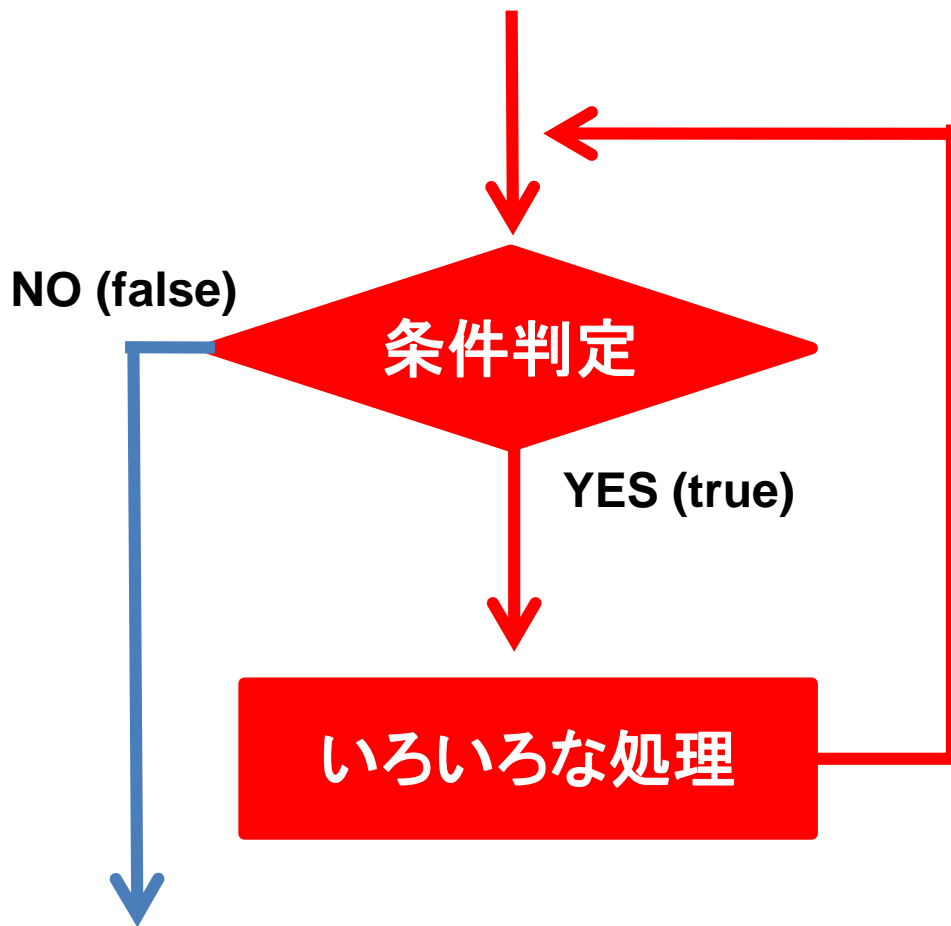 NO (false)
条件判定
YES (true)
いろいろな処理